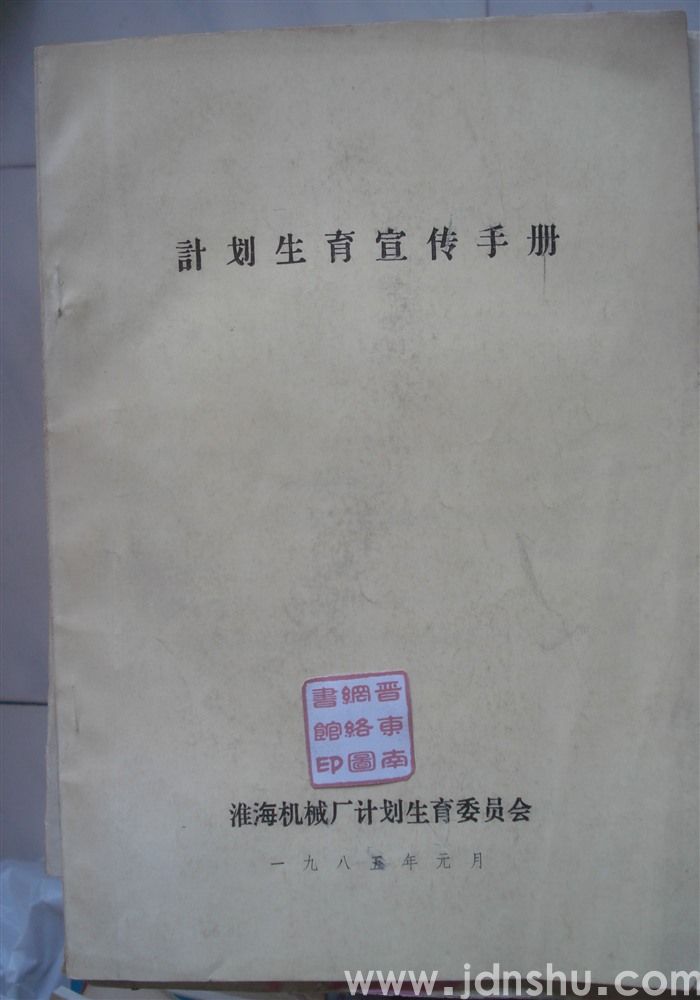 計划生育宣传手册
晋東南
網絡圖
書館印
淮海机械厂计划生育委员会
一九八五年元月
www.jdnshu.com